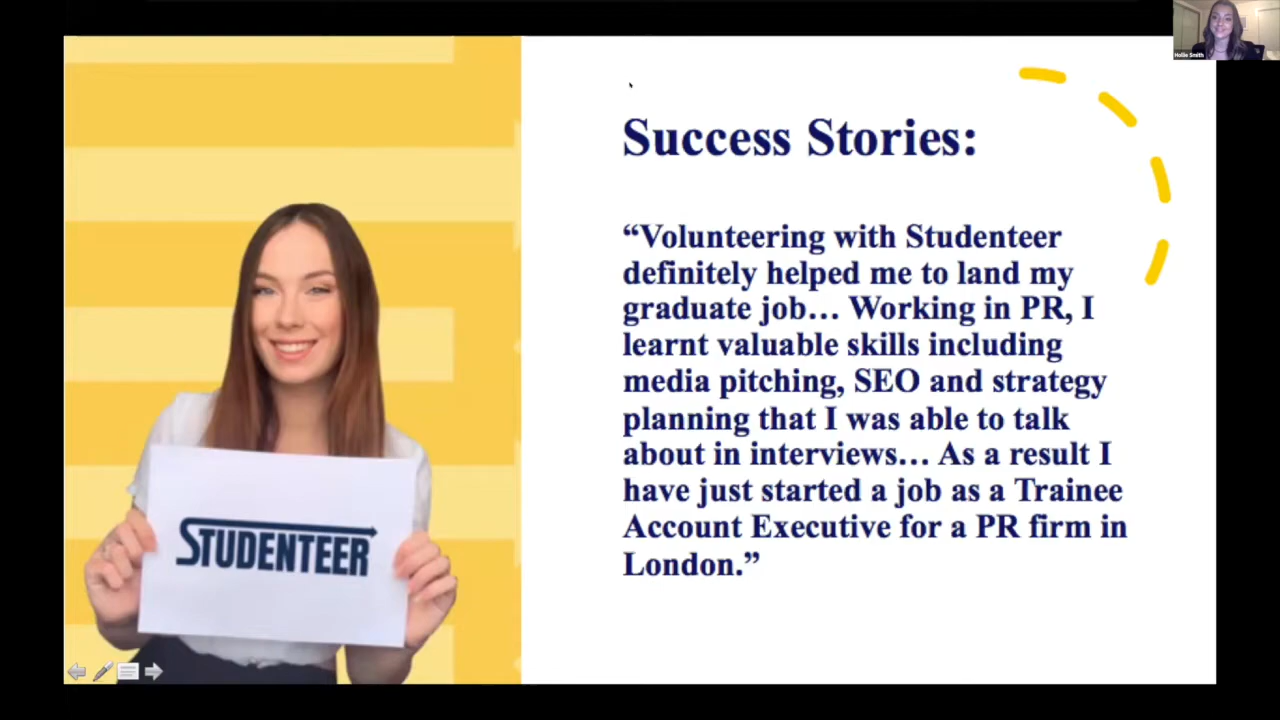 Hollie Smith
Success Stories:
“Volunteering with Studenteer
definitely helped me to land my
graduate job… Working in PR, I
learnt valuable skills including
media pitching, SEO and strategy
planning that I was able to talk
about in interviews… As a result I
have just started a job as a Trainee
Account Executive for a PR firm in
London.”
STUDENTEER